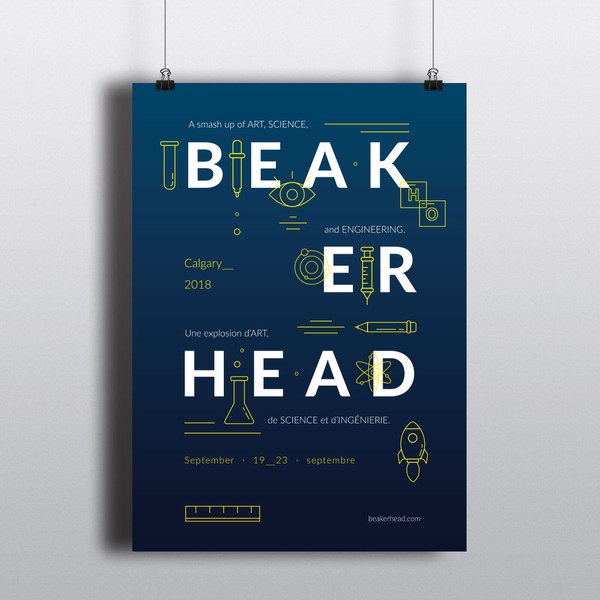 A smash up of ART, SCIENCE,
BEAK
H
O
and ENGINEERING.
Calgary__
ER
2018
Une explosion d'ART,
HEAD
de SCIENCE et d'INGÉNIERIE.
September · 19__23 · septembre
beakerhead.com